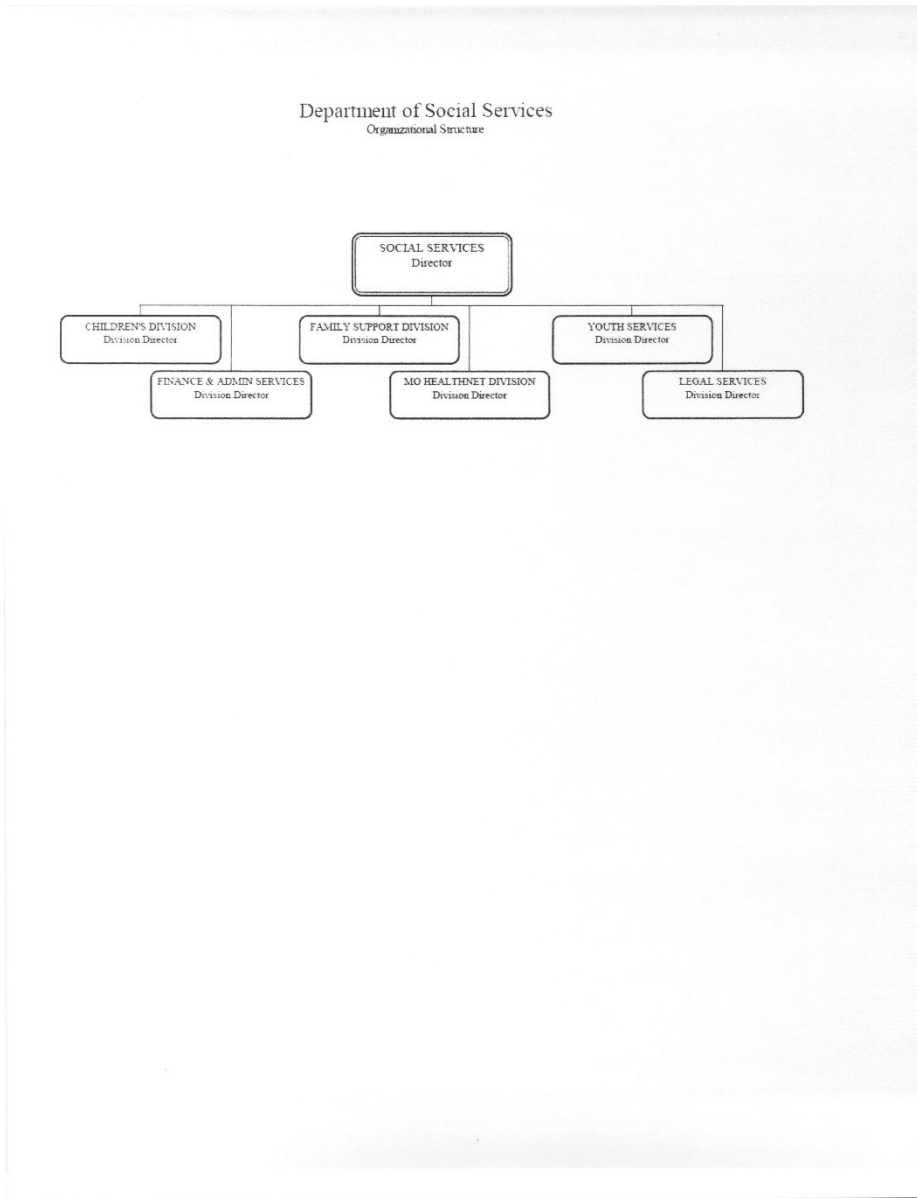 Department of Social Services
Organizational Structure
SOCIAL SERVICES
Director
CHILDREN'S DIVISION
Division Director
FAMILY SUPPORT DIVISION
Division Director
YOUTH SERVICES
Division Director
FINANCE & ADMIN SERVICES
Division Director
MO HEALTHNET DIVISION
Division Director
LEGAL SERVICES
Division Director